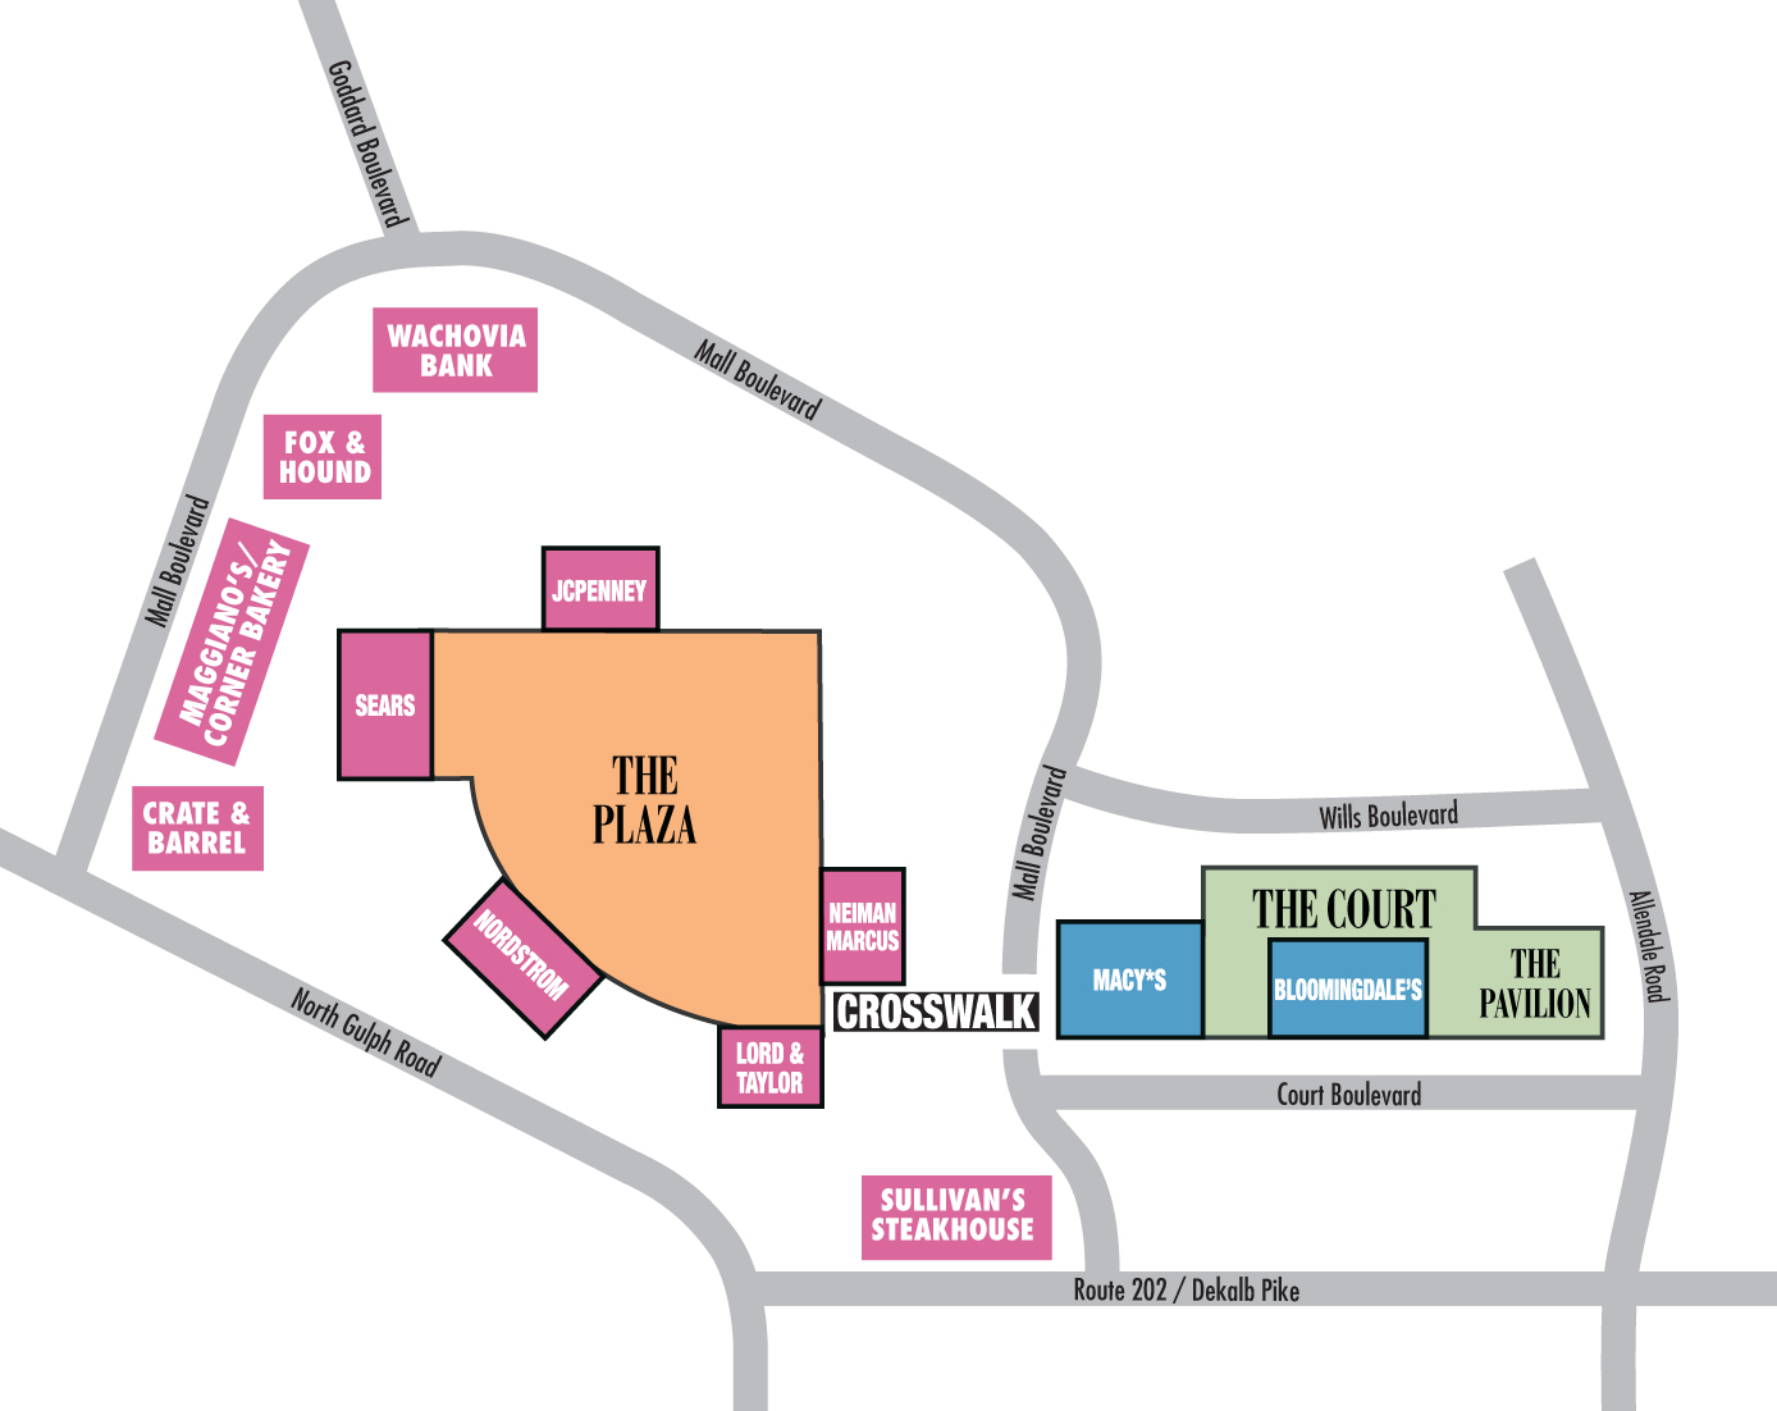 Goddard Boulevard
WACHOVIA
BANK
Mall Boulevard
FOX &
HOUND
Mall Boulevard
MAGGIANO'S/
CORNER BAKERY
JCPENNEY
SEARS
THE
PLAZA
CRATE &
BARREL
Mall Boulevard
Wills Boulevard
NORDSTROM
NEIMAN
MARCUS
THE COURT
Allendale Road
MACY*S
BLOOMINGDALE'S
THE
PAVILION
CROSSWALK
North Gulph Road
LORD &
TAYLOR
Court Boulevard
SULLIVAN'S
STEAKHOUSE
Route 202 / Dekalb Pike